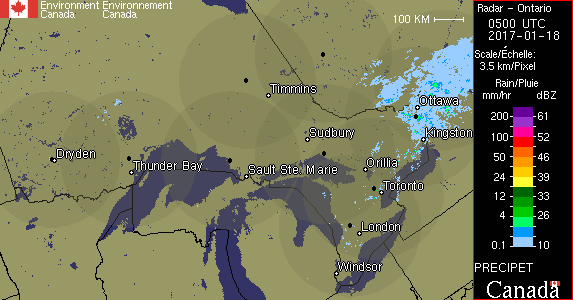 Environment Environnement
Canada Canada
100 KM
Timmins
Ottawa
Sudbury
Kingston
Dryden
Thunder Bay
Sault Ste. Marie
Orillia
Toronto
London
Windsor
Radar - Ontario
0500 UTC
2017-01-18
Scale/Échelle:
3.5 km/Pixel
Rain/Pluie
mm/hr dBZ
200 61
100 52
50 46
24 39
12 33
4 26
0.1 10
PRECIPET
Canada